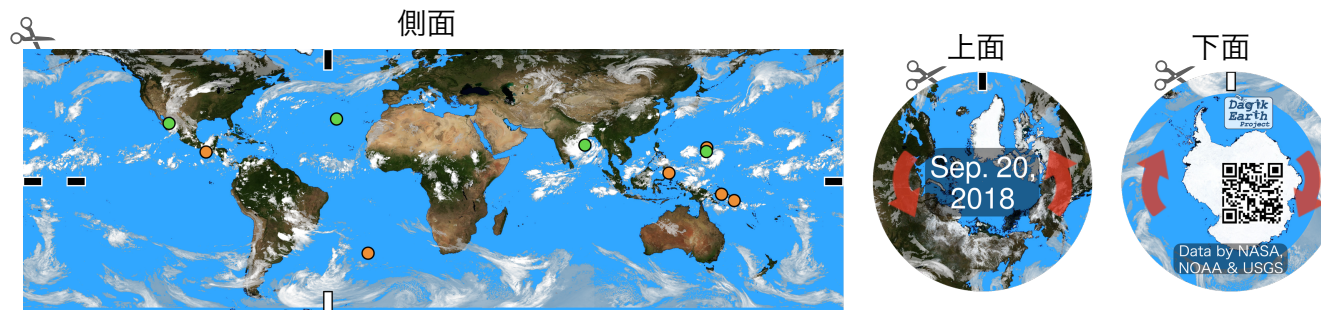 側面
上面
下面
Sep. 20,
2018
Dagik
Earth
Project
Data by NASA,
NOAA & USGS